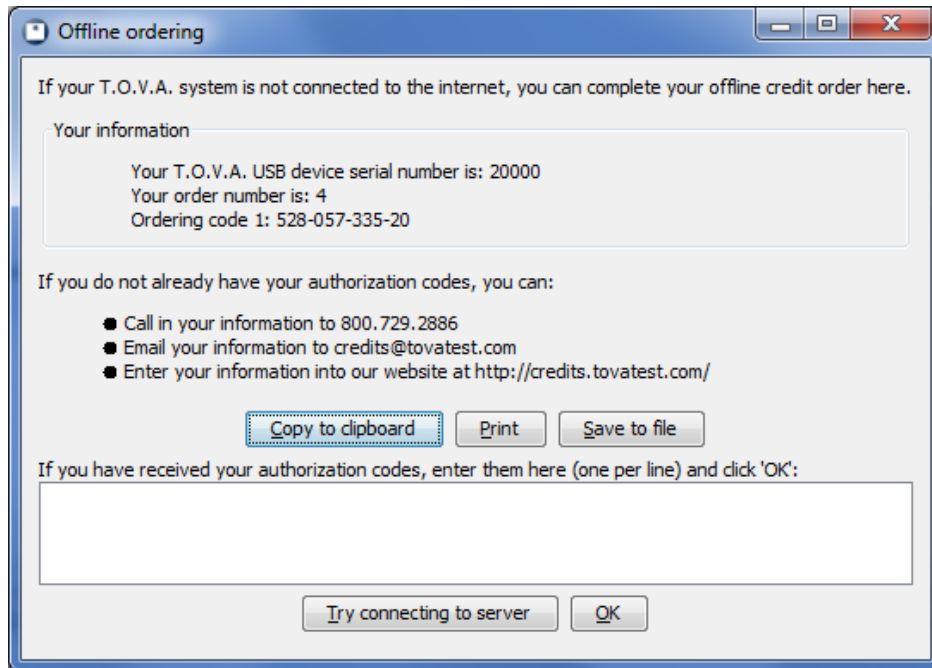 Offline ordering
If your T.O.V.A. system is not connected to the internet, you can complete your offline credit order here.
Your information
Your T.O.V.A. USB device serial number is: 20000
Your order number is: 4
Ordering code 1: 528-057-335-20
If you do not already have your authorization codes, you can:
● Call in your information to 800.729.2886
● Email your information to credits@tovatest.com
● Enter your information into our website at http://credits.tovatest.com/
Copy to clipboard Print Save to file
If you have received your authorization codes, enter them here (one per line) and click 'OK':
Try connecting to server OK